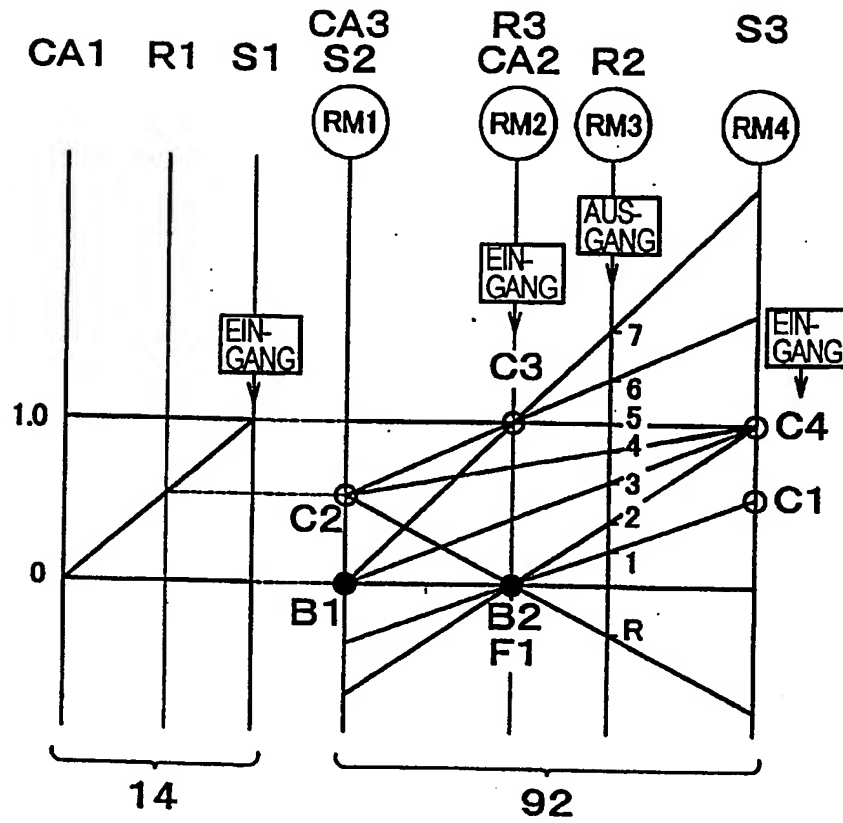 CA3 R3 S3
CA1 R1 S1 S2 CA2 R2
RM1 RM2 RM3 RM4
AUS-
GANG
EIN-
GANG
EIN-
GANG
EIN-
GANG
7
C3
6
1.0
5
C4
4
3
C2
2
C1
1
0
B1
B2
F1
R
14
92